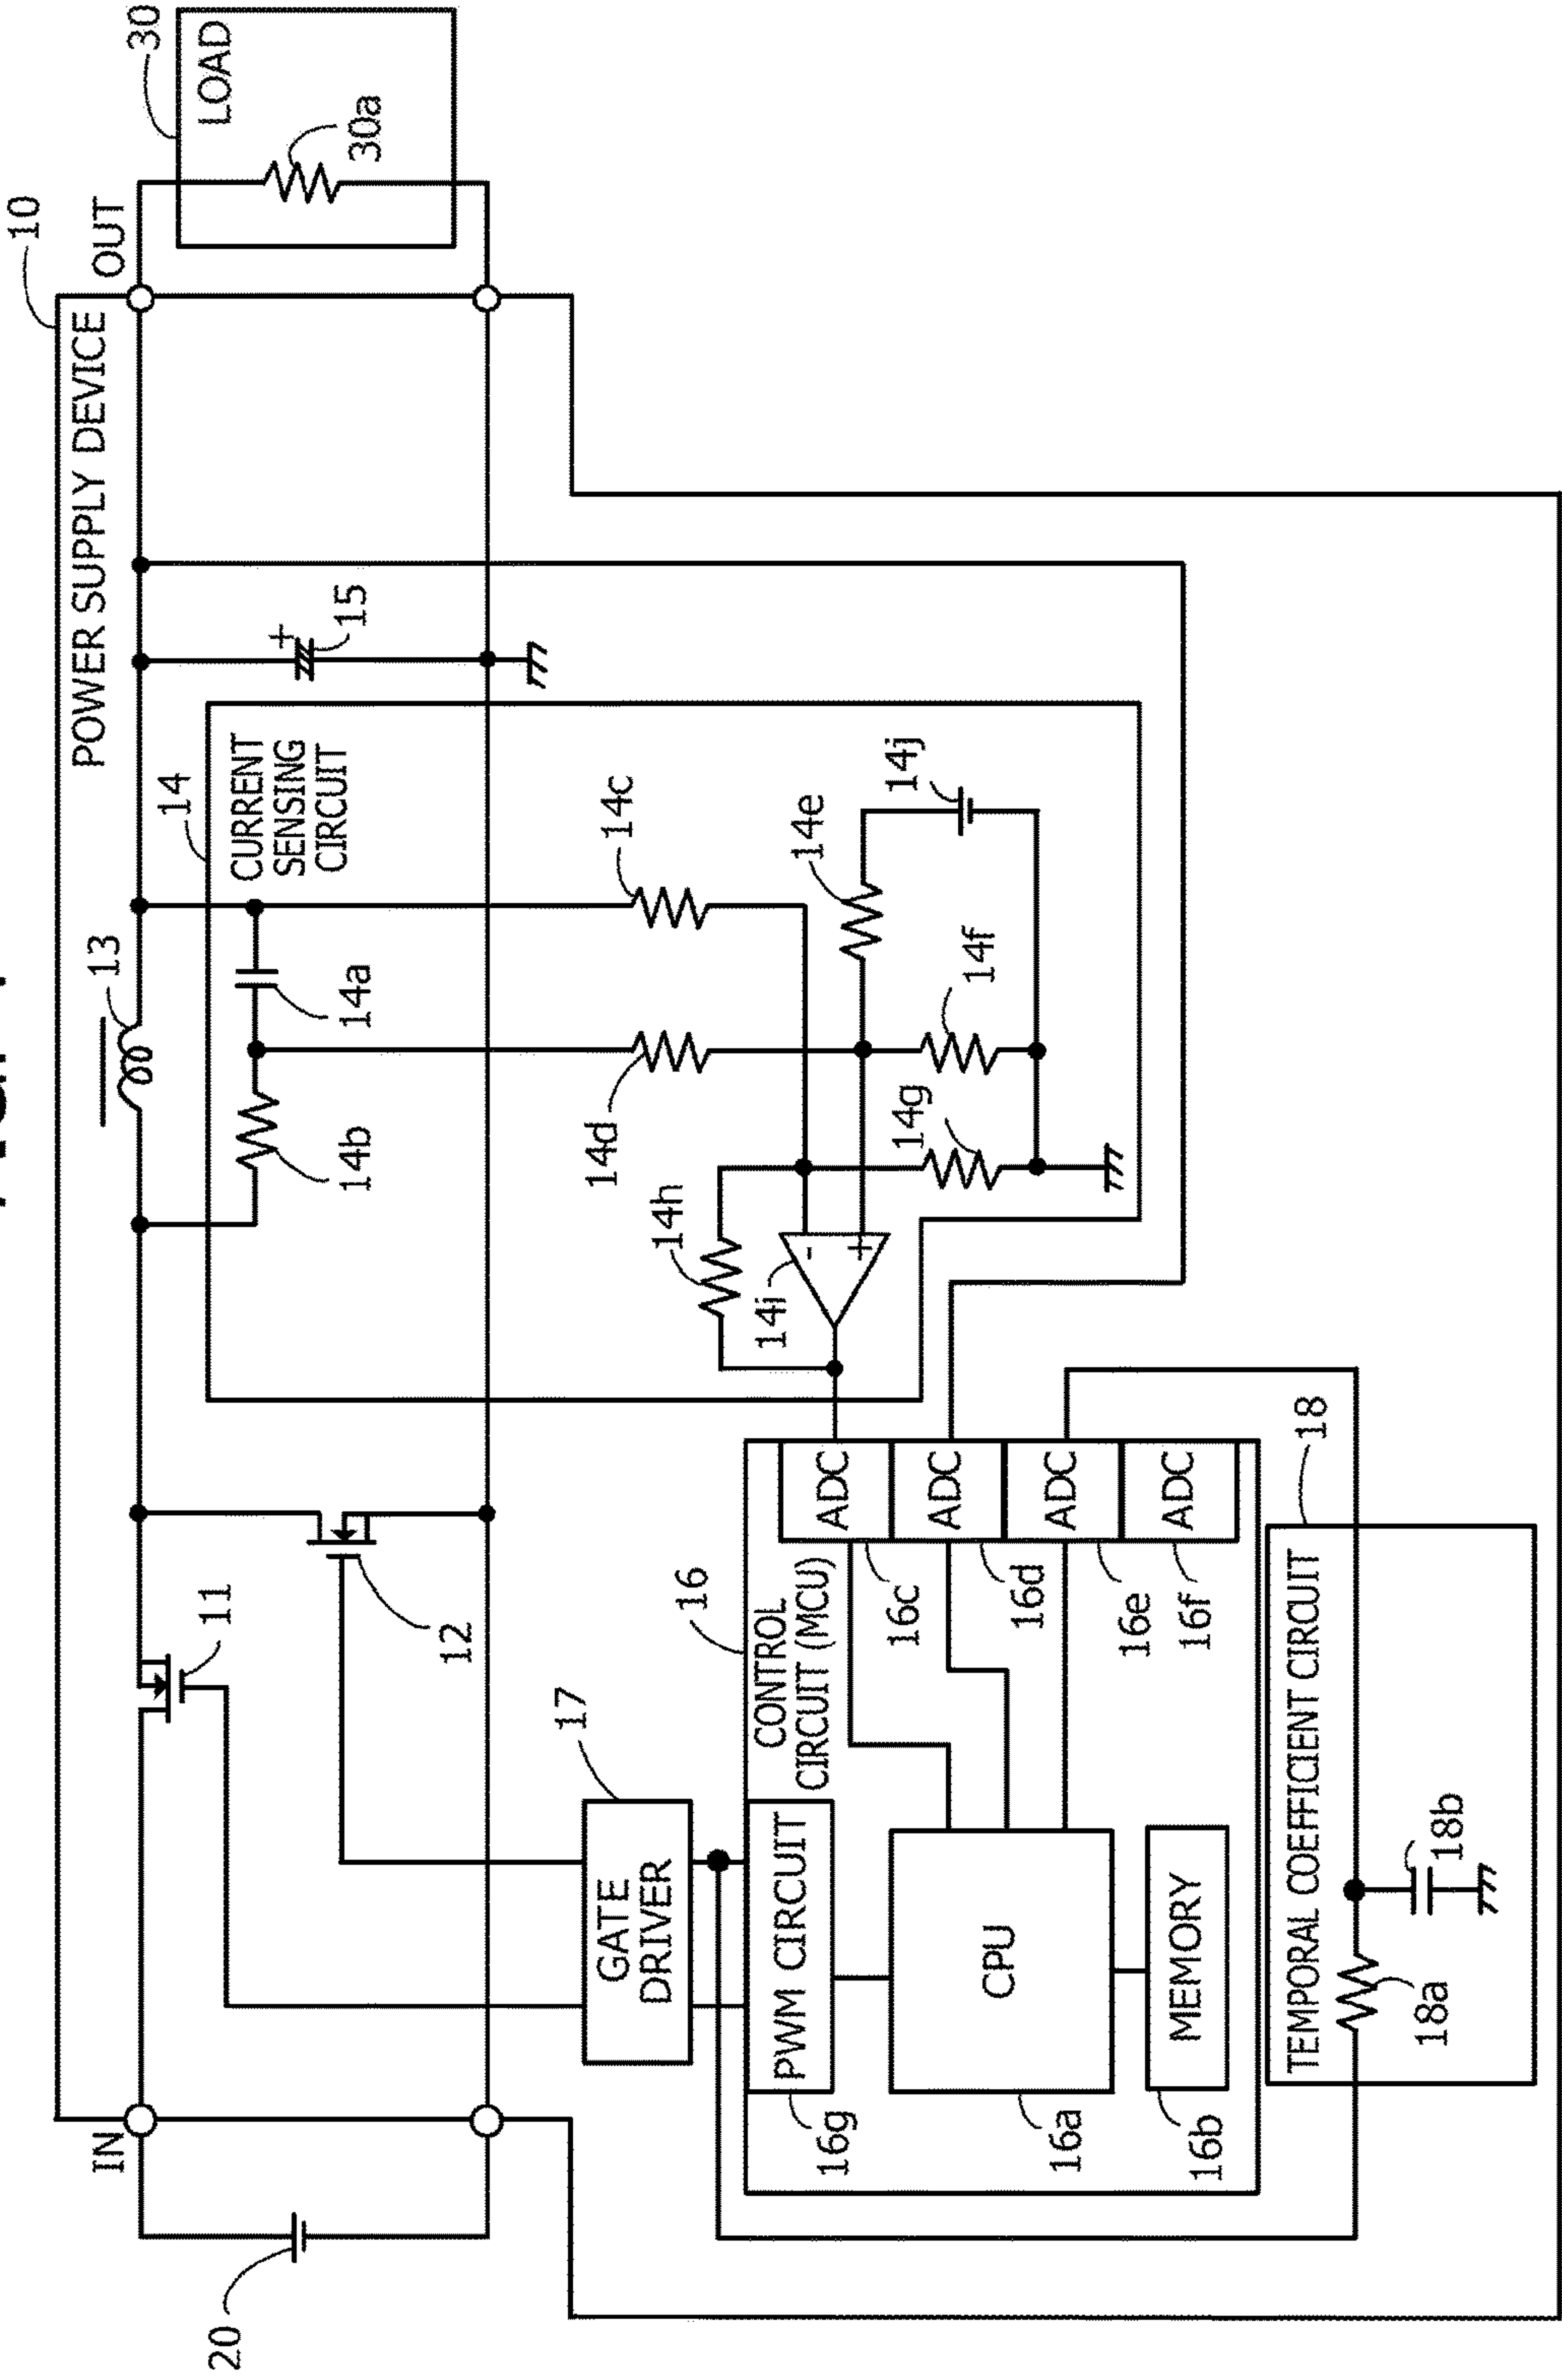 10
POWER SUPPLY DEVICE
IN
OUT
20
11
12
13
14
CURRENT
SENSING
CIRCUIT
14a
14b
14c
14d
14e
14f
14g
14h
14i
14j
-
+
15
+
30
LOAD
30a
17
GATE
DRIVER
16
CONTROL
CIRCUIT (MCU)
PWM CIRCUIT
16g
CPU
16a
MEMORY
16b
ADC
16c
ADC
16d
ADC
16e
ADC
16f
18
TEMPORAL COEFFICIENT CIRCUIT
18a
18b